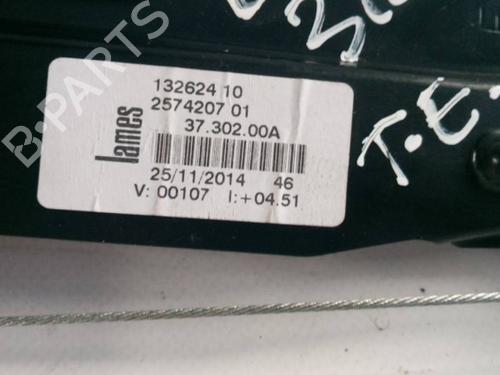 132624 10
2574207 01
37.302.00A
lames
25/11/2014 46
V: 00107 I:+04.51
T.E.
B-PARTS